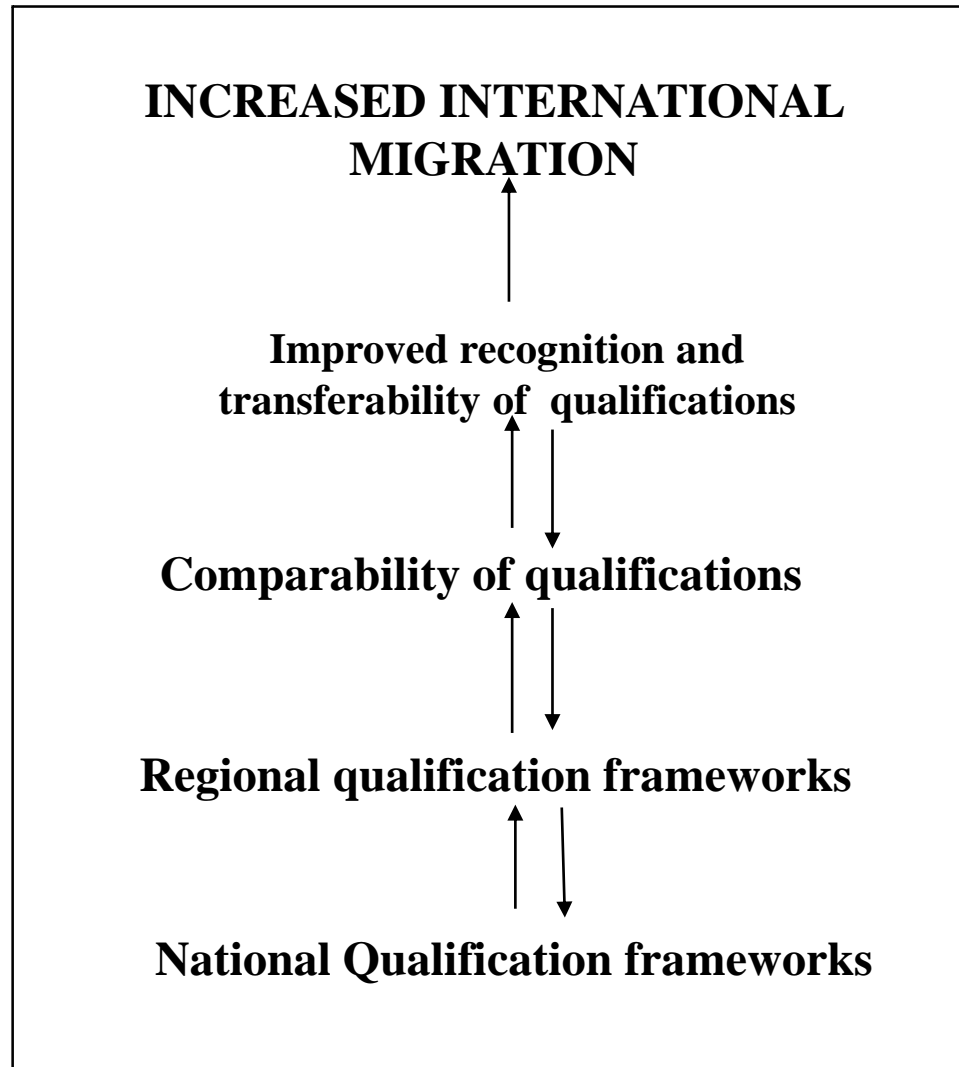 INCREASED INTERNATIONAL
MIGRATION
Improved recognition and
transferability of qualifications
Comparability of qualifications
Regional qualification frameworks
National Qualification frameworks